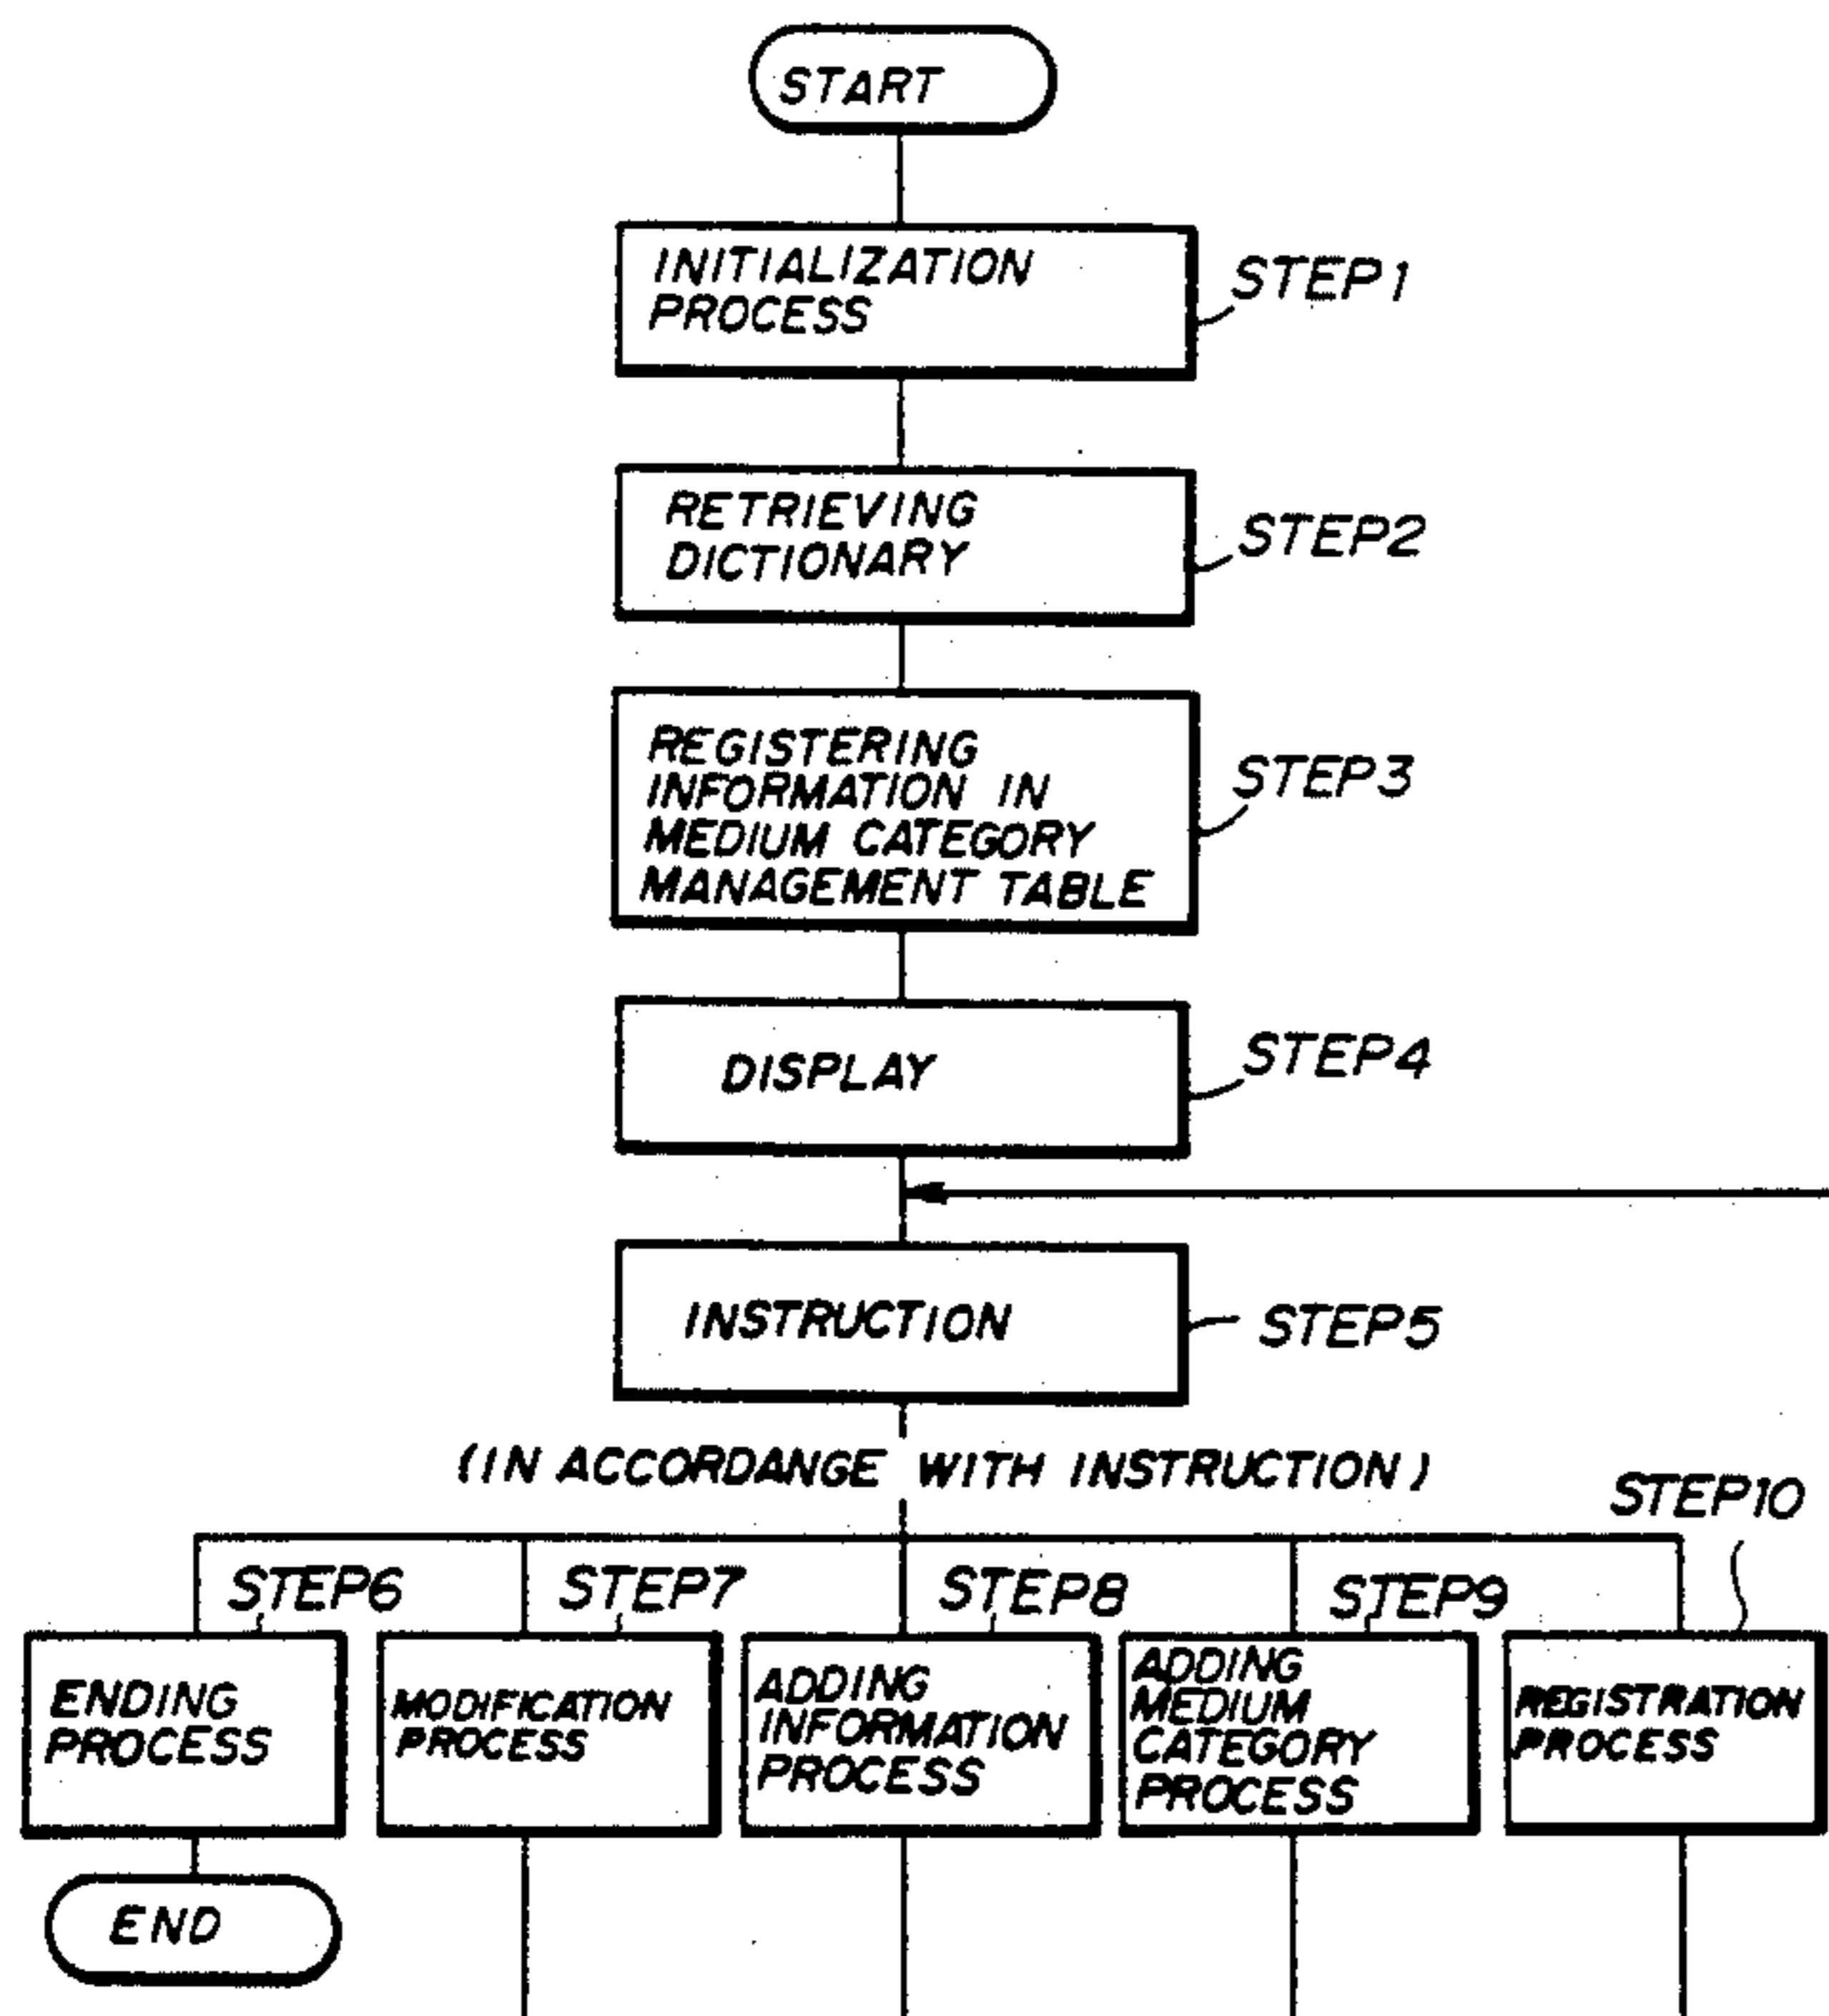 START
INITIALIZATION
PROCESS
STEP1
RETRIEVING
DICTIONARY
STEP2
REGISTERING
INFORMATION IN
MEDIUM CATEGORY
MANAGEMENT TABLE
STEP3
DISPLAY
STEP4
INSTRUCTION
STEP5
(IN ACCORDANGE WITH INSTRUCTION)
STEP6
ENDING
PROCESS
END
STEP7
MODIFICATION
PROCESS
STEP8
ADDING
INFORMATION
PROCESS
STEP9
ADDING
MEDIUM
CATEGORY
PROCESS
STEP10
REGISTRATION
PROCESS